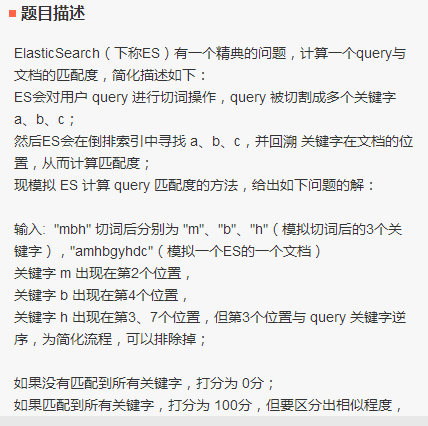 题目描述
ElasticSearch（下称ES）有一个精典的问题，计算一个query与
文档的匹配度，简化描述如下：
ES会对用户 query 进行切词操作，query 被切割成多个关键字
a、b、c；
然后ES会在倒排索引中寻找 a、b、c，并回溯 关键字在文档的位
置，从而计算匹配度；
现模拟 ES 计算 query 匹配度的方法，给出如下问题的解：
输入:  "mbh" 切词后分别为 "m"、"b"、"h"（模拟切词后的3个关
键字），"amhbgyhdc"（模拟一个ES的一个文档）
关键字 m 出现在第2个位置，
关键字 b 出现在第4个位置，
关键字 h 出现在第3、7个位置，但第3个位置与 query 关键字逆
序，为简化流程，可以排除掉；
如果没有匹配到所有关键字，打分为 0分；
如果匹配到所有关键字，打分为 100分，但要区分出相似程度，